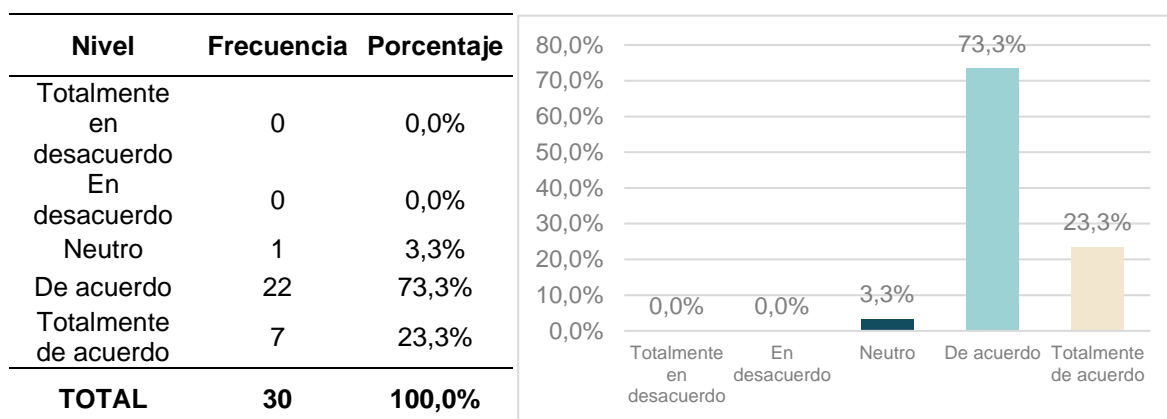 Nivel Frecuencia Porcentaje
Totalmente
en
desacuerdo
0 0,0%
En
desacuerdo
0 0,0%
Neutro 1 3,3%
De acuerdo 22 73,3%
Totalmente
de acuerdo
7 23,3%
TOTAL 30 100,0%
80,0%
70,0%
60,0%
50,0%
40,0%
30,0%
20,0%
10,0%
0,0%
0,0% 0,0% 3,3% 73,3% 23,3%
Totalmente
en
desacuerdo
En
desacuerdo
Neutro
De acuerdo
Totalmente
de acuerdo